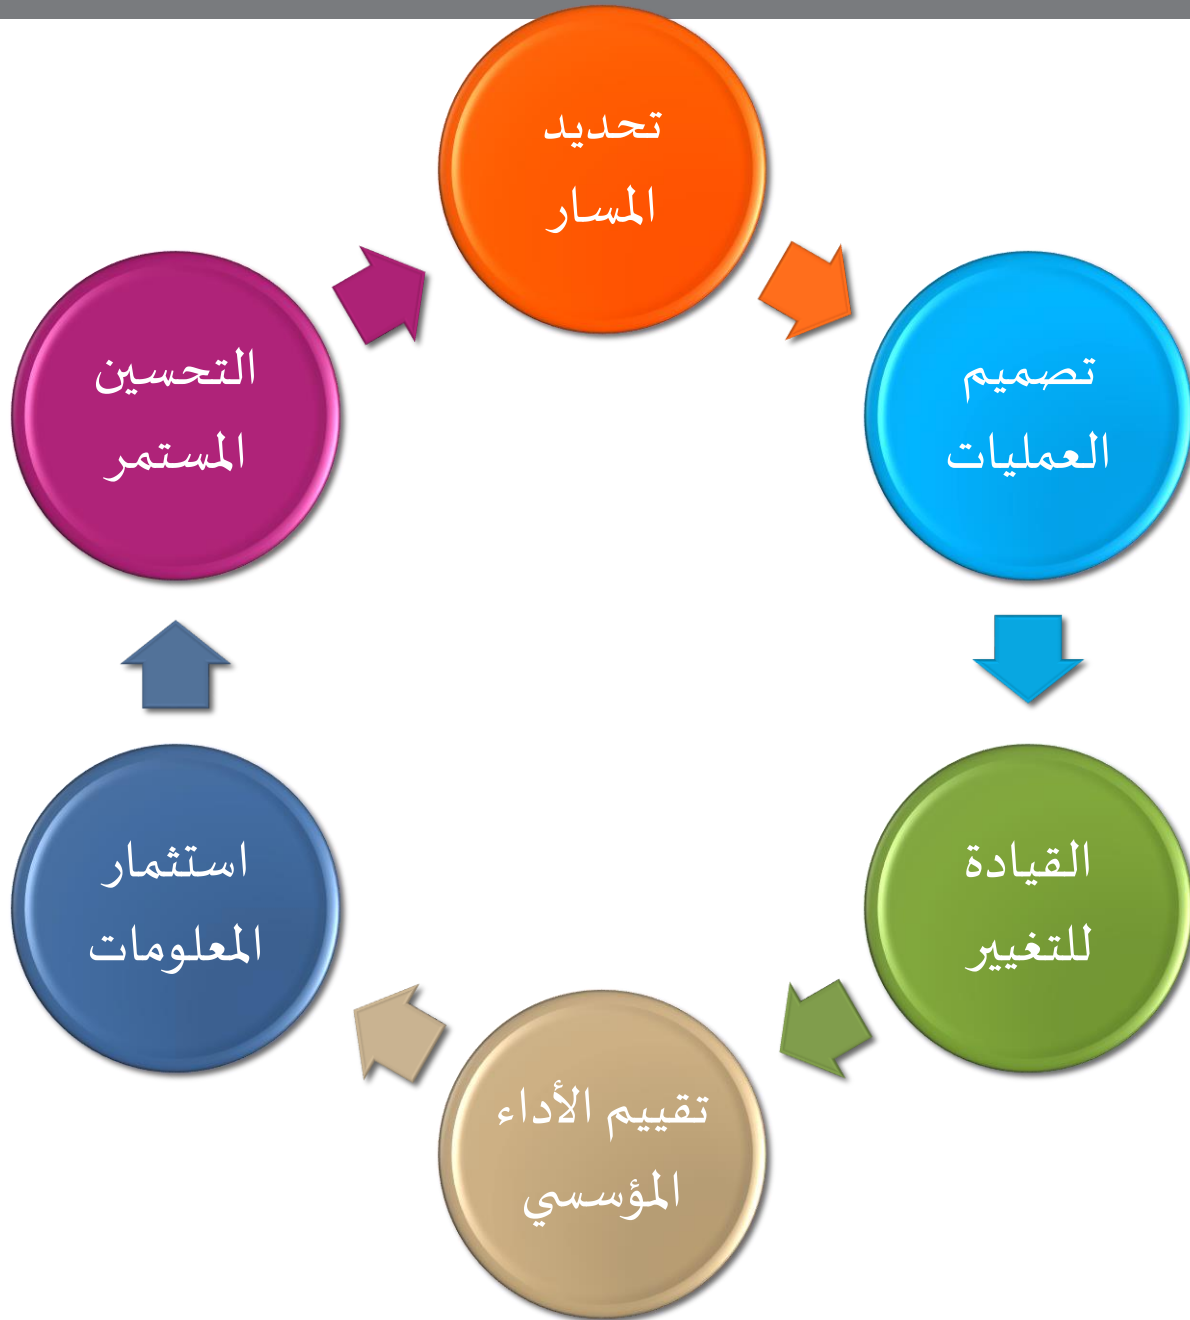 تحديد
المسار
تصميم
العمليات
القيادة
للتغيير
تقييم الأداء
المؤسسي
استثمار
المعلومات
التحسين
المستمر